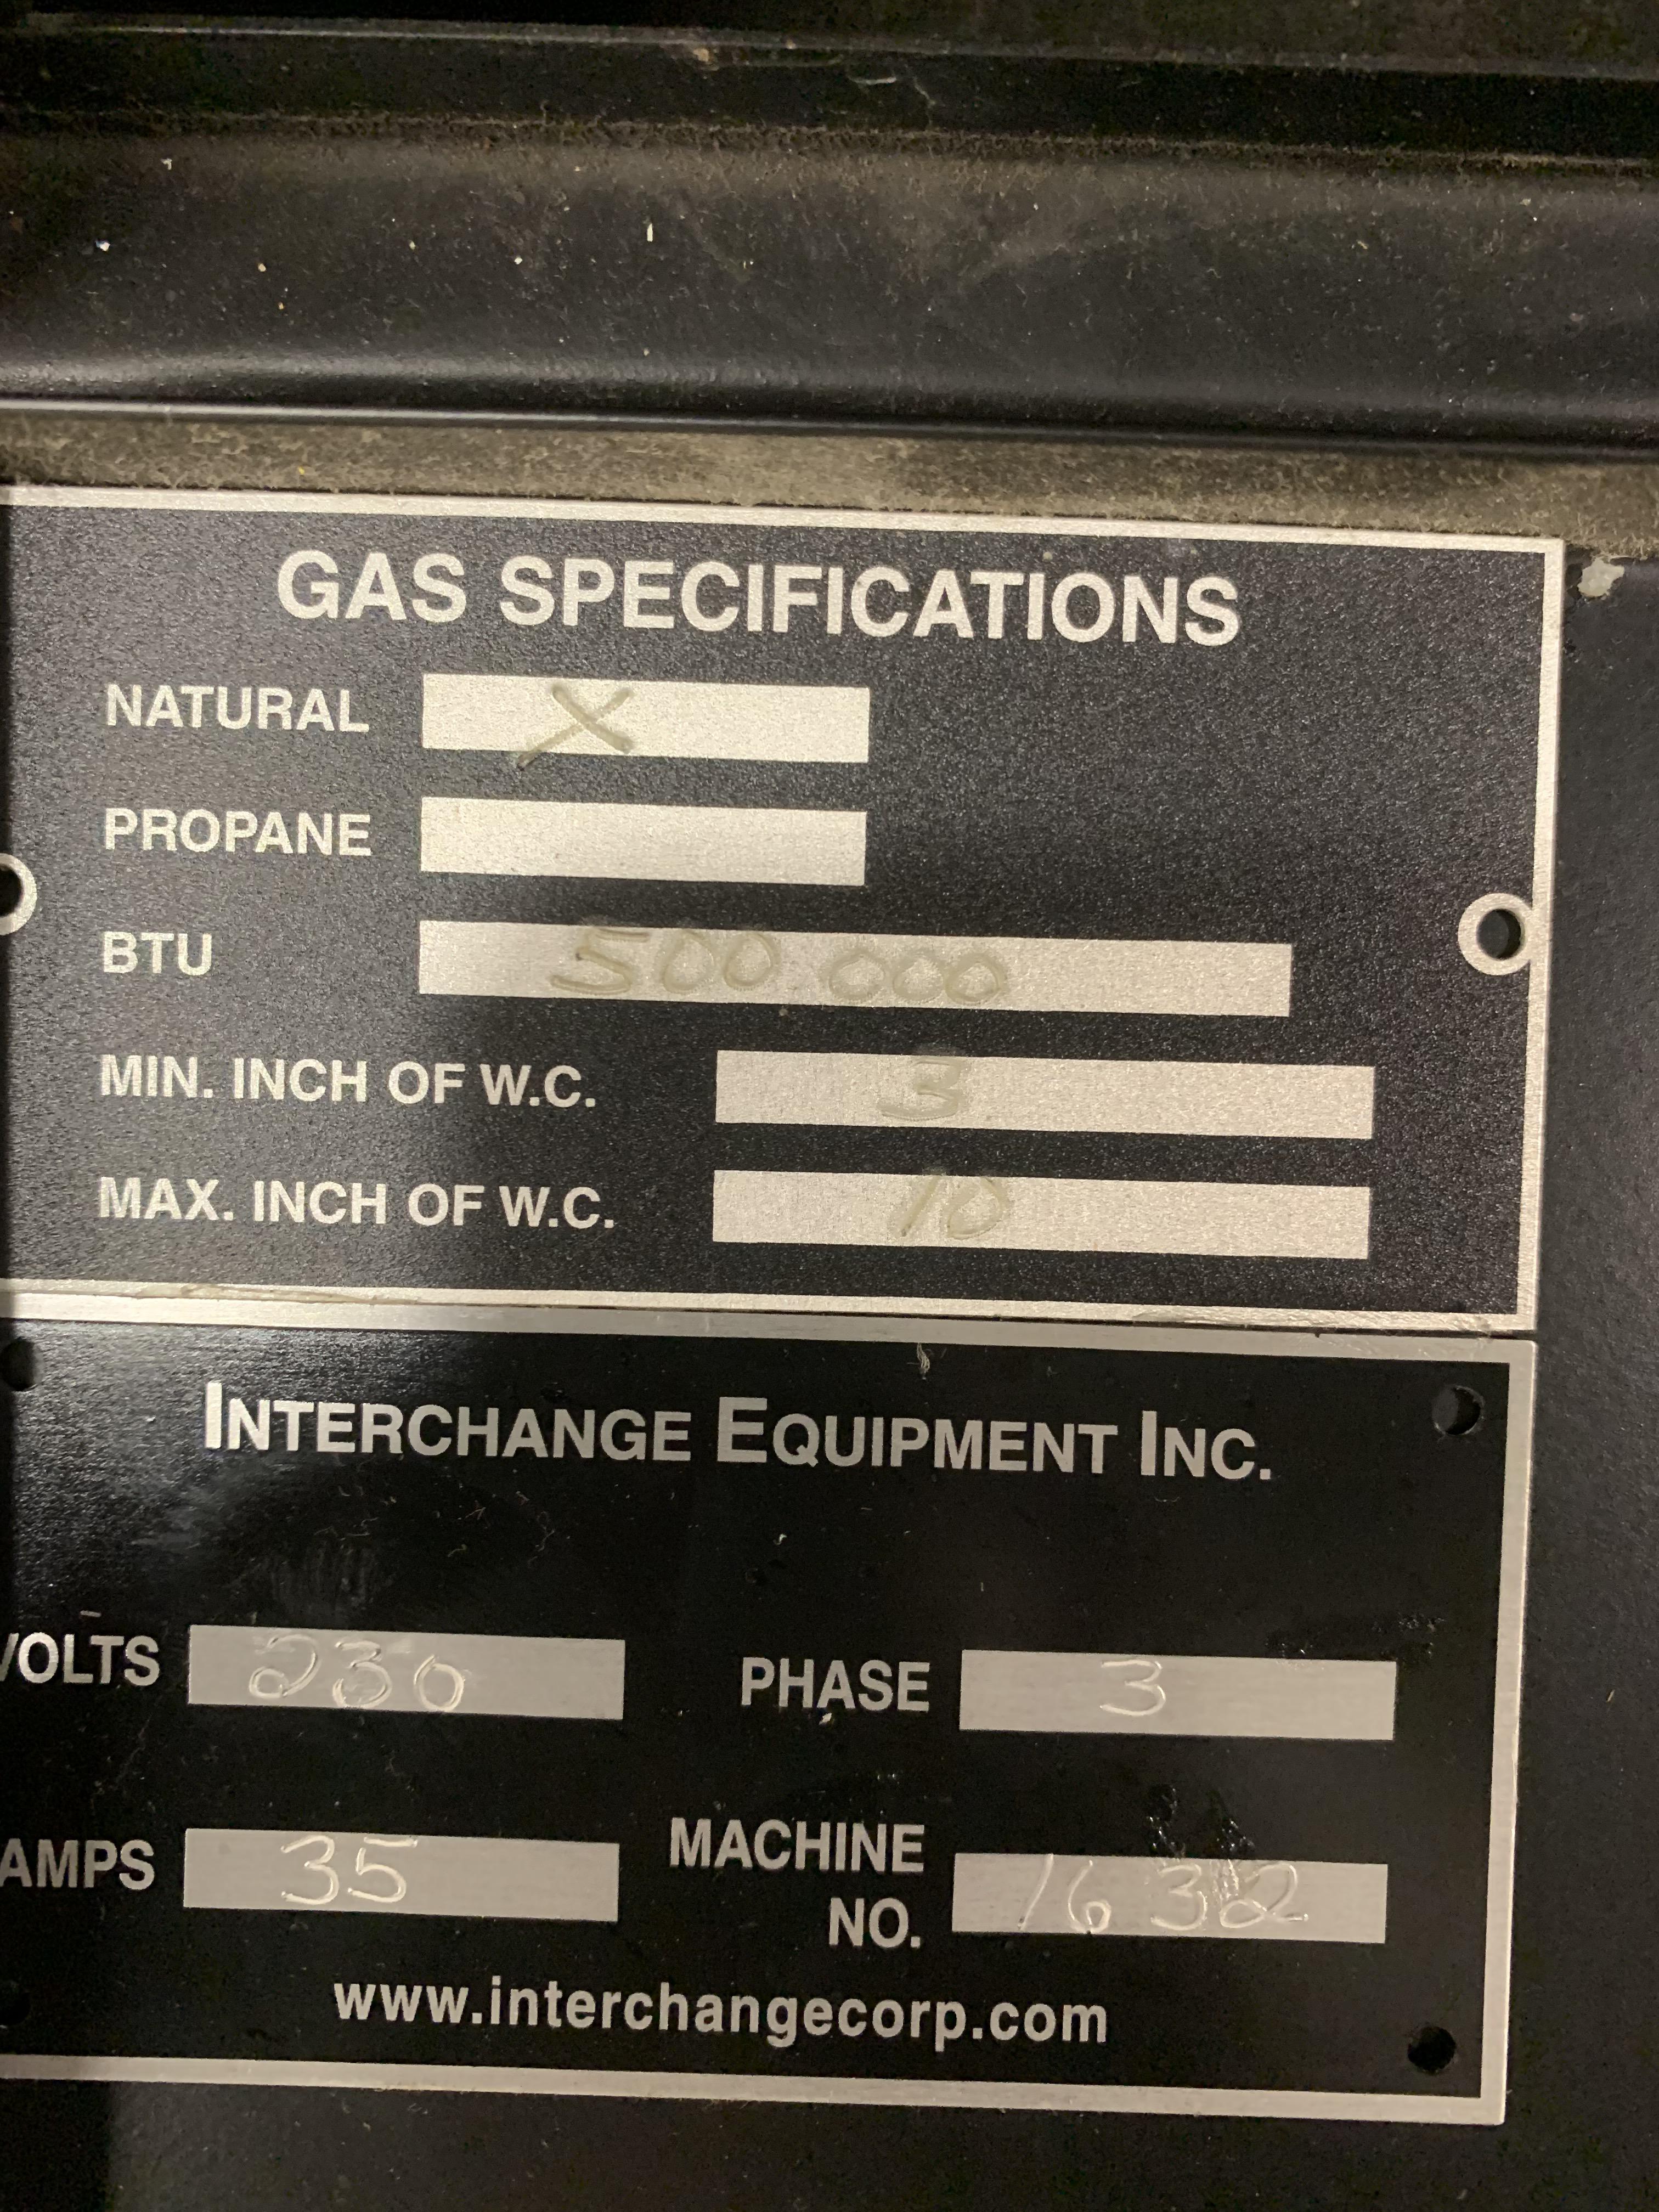 GAS SPECIFICATIONS
NATURAL X
PROPANE
BTU 500 000
MIN. INCH OF W.C. 3
MAX. INCH OF W.C. 10
INTERCHANGE EQUIPMENT INC.
VOLTS 230 PHASE 3
AMPS 35 MACHINE NO. 1632
www.interchangecorp.com